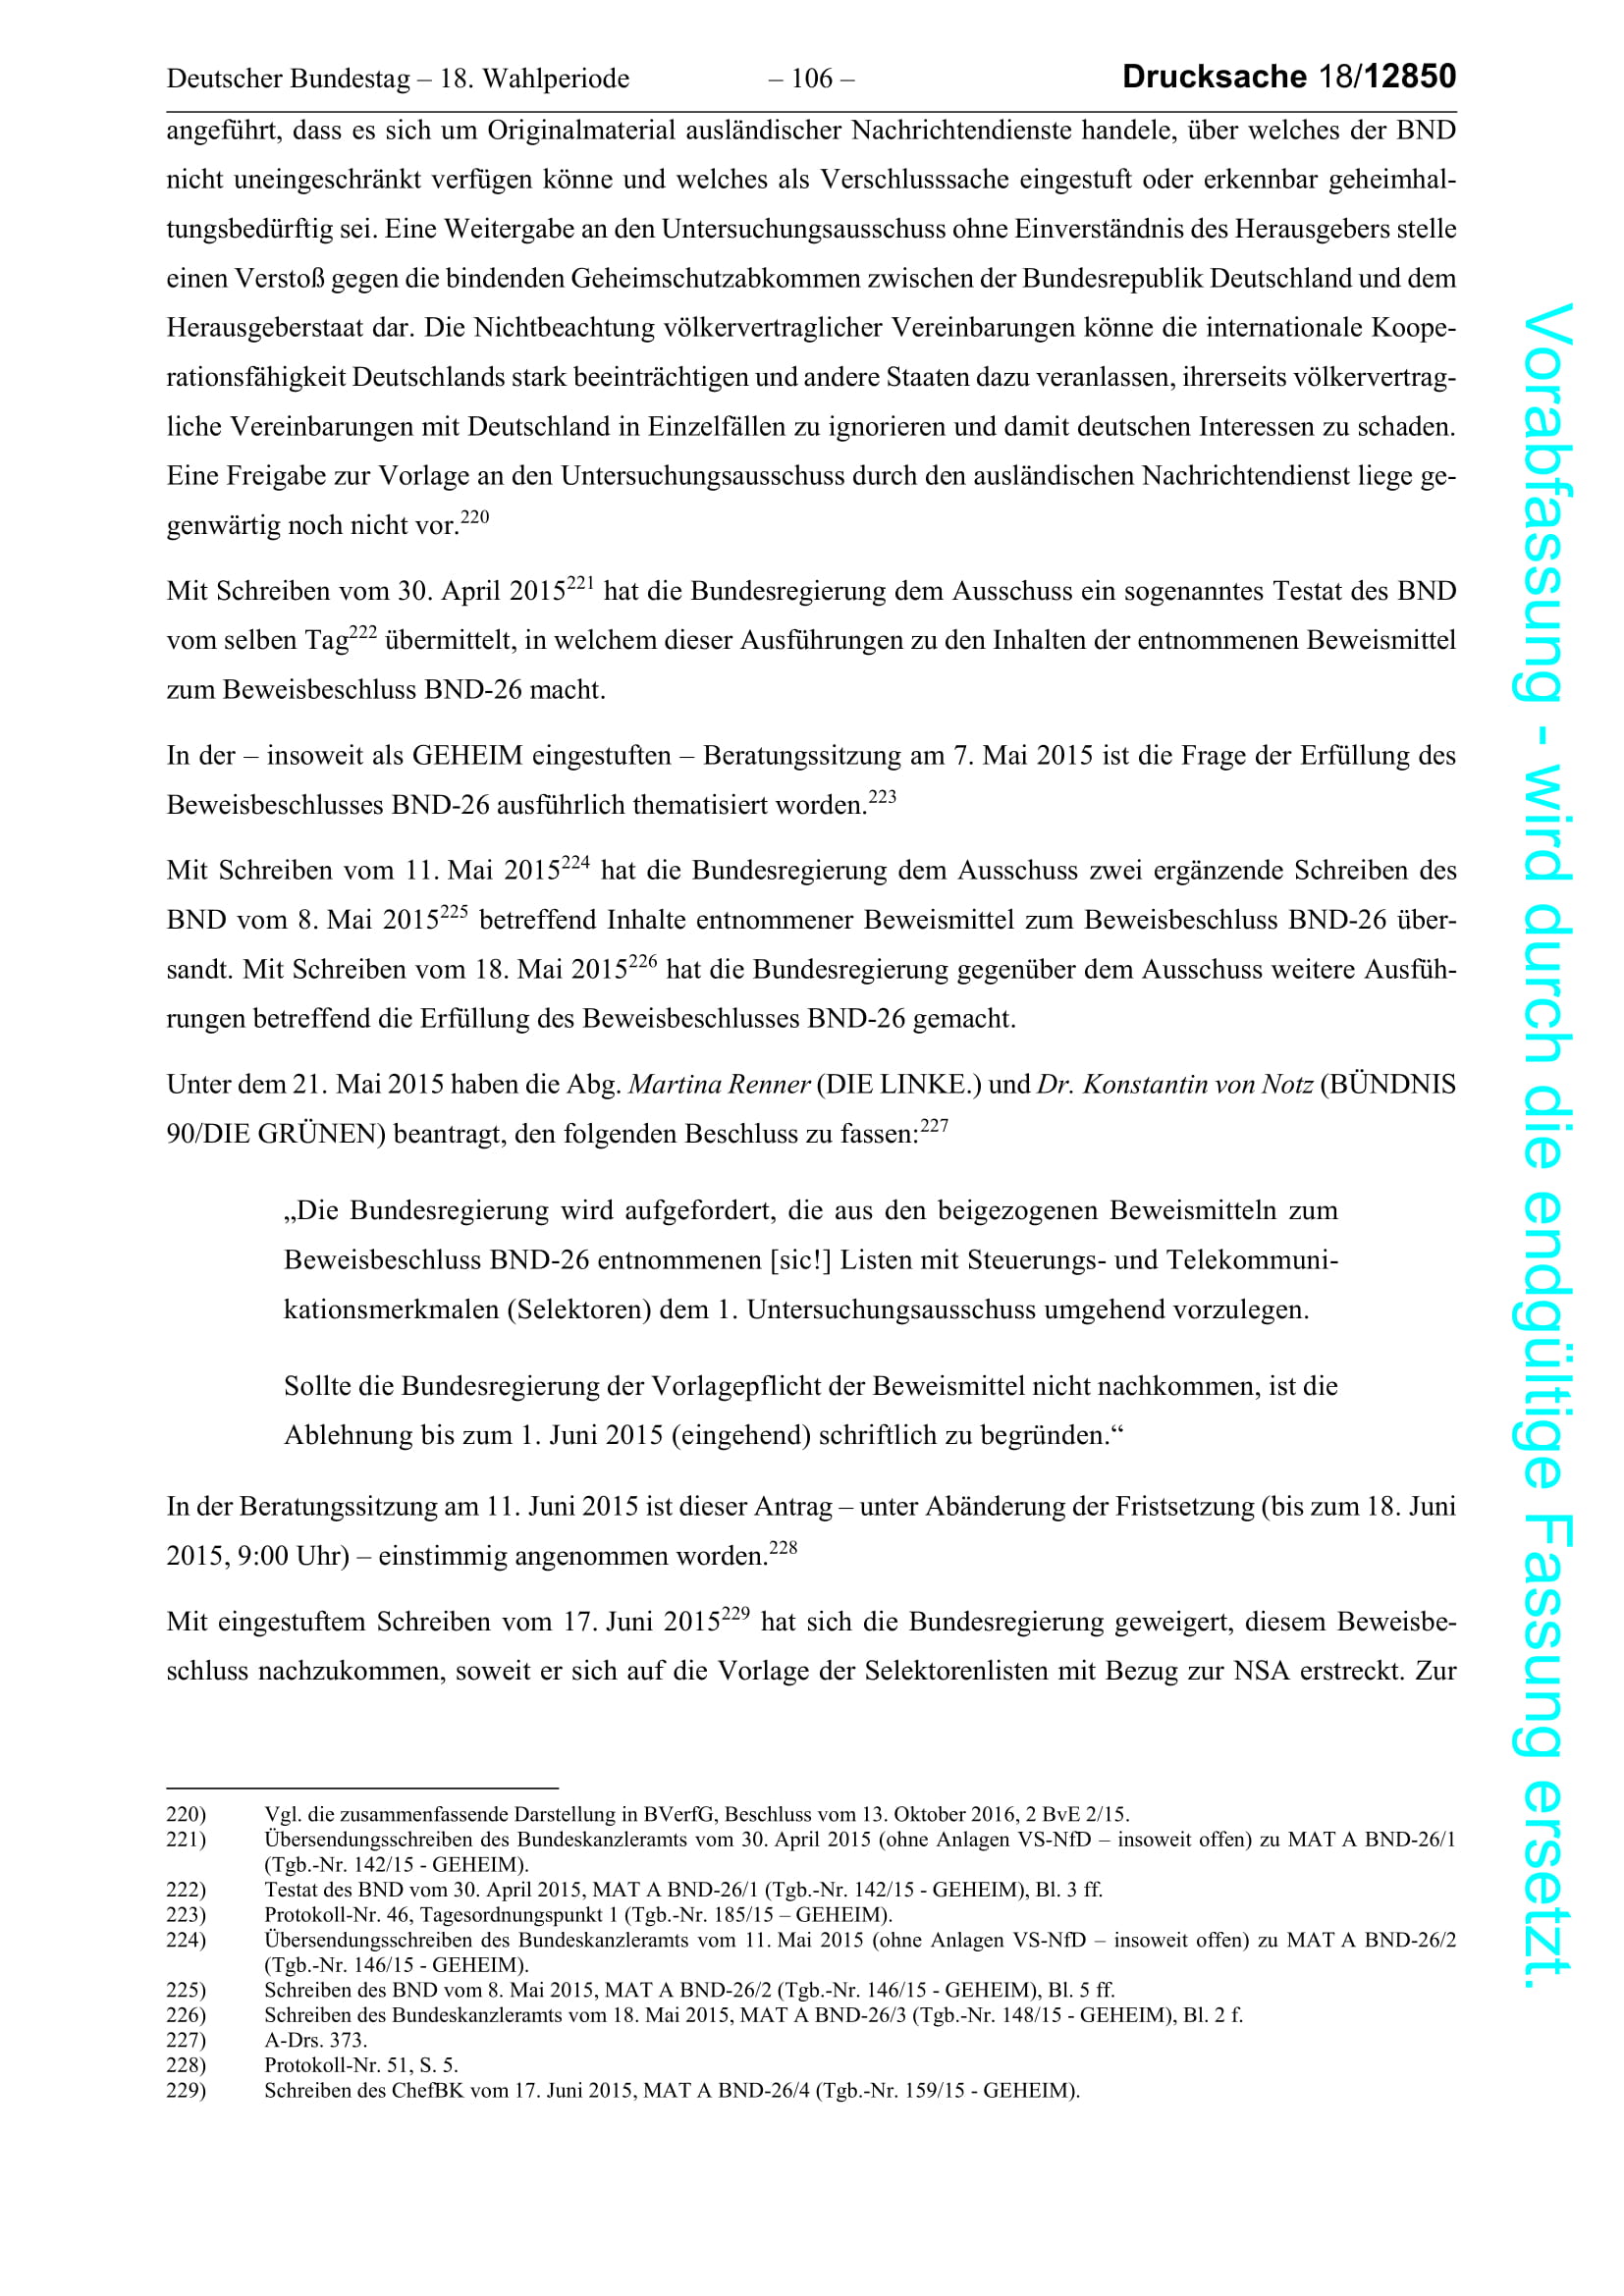 Deutscher Bundestag – 18. Wahlperiode – 106 – Drucksache 18/12850
angeführt, dass es sich um Originalmaterial ausländischer Nachrichtendienste handele, über welches der BND
nicht uneingeschränkt verfügen könne und welches als Verschlusssache eingestuft oder erkennbar geheimhal-
tungsbedürftig sei. Eine Weitergabe an den Untersuchungsausschuss ohne Einverständnis des Herausgebers stelle
einen Verstoß gegen die bindenden Geheimschutzabkommen zwischen der Bundesrepublik Deutschland und dem
Herausgeberstaat dar. Die Nichtbeachtung völkervertraglicher Vereinbarungen könne die internationale Koope-
rationsfähigkeit Deutschlands stark beeinträchtigen und andere Staaten dazu veranlassen, ihrerseits völkervertrag-
liche Vereinbarungen mit Deutschland in Einzelfällen zu ignorieren und damit deutschen Interessen zu schaden.
Eine Freigabe zur Vorlage an den Untersuchungsausschuss durch den ausländischen Nachrichtendienst liege ge-
genwärtig noch nicht vor.220
Mit Schreiben vom 30. April 2015221 hat die Bundesregierung dem Ausschuss ein sogenanntes Testat des BND
vom selben Tag222 übermittelt, in welchem dieser Ausführungen zu den Inhalten der entnommenen Beweismittel
zum Beweisbeschluss BND-26 macht.
In der – insoweit als GEHEIM eingestuften – Beratungssitzung am 7. Mai 2015 ist die Frage der Erfüllung des
Beweisbeschlusses BND-26 ausführlich thematisiert worden.223
Mit Schreiben vom 11. Mai 2015224 hat die Bundesregierung dem Ausschuss zwei ergänzende Schreiben des
BND vom 8. Mai 2015225 betreffend Inhalte entnommener Beweismittel zum Beweisbeschluss BND-26 über-
sandt. Mit Schreiben vom 18. Mai 2015226 hat die Bundesregierung gegenüber dem Ausschuss weitere Ausfüh-
rungen betreffend die Erfüllung des Beweisbeschlusses BND-26 gemacht.
Unter dem 21. Mai 2015 haben die Abg. Martina Renner (DIE LINKE.) und Dr. Konstantin von Notz (BÜNDNIS
90/DIE GRÜNEN) beantragt, den folgenden Beschluss zu fassen:227
„Die Bundesregierung wird aufgefordert, die aus den beigezogenen Beweismitteln zum
Beweisbeschluss BND-26 entnommenen [sic!] Listen mit Steuerungs- und Telekommuni-
kationsmerkmalen (Selektoren) dem 1. Untersuchungsausschuss umgehend vorzulegen.
Sollte die Bundesregierung der Vorlagepflicht der Beweismittel nicht nachkommen, ist die
Ablehnung bis zum 1. Juni 2015 (eingehend) schriftlich zu begründen.“
In der Beratungssitzung am 11. Juni 2015 ist dieser Antrag – unter Abänderung der Fristsetzung (bis zum 18. Juni
2015, 9:00 Uhr) – einstimmig angenommen worden.228
Mit eingestuftem Schreiben vom 17. Juni 2015229 hat sich die Bundesregierung geweigert, diesem Beweisbe-
schluss nachzukommen, soweit er sich auf die Vorlage der Selektorenlisten mit Bezug zur NSA erstreckt. Zur
220) Vgl. die zusammenfassende Darstellung in BVerfG, Beschluss vom 13. Oktober 2016, 2 BvE 2/15.
221) Übersendungsschreiben des Bundeskanzleramts vom 30. April 2015 (ohne Anlagen VS-NfD – insoweit offen) zu MAT A BND-26/1
(Tgb.-Nr. 142/15 - GEHEIM).
222) Testat des BND vom 30. April 2015, MAT A BND-26/1 (Tgb.-Nr. 142/15 - GEHEIM), Bl. 3 ff.
223) Protokoll-Nr. 46, Tagesordnungspunkt 1 (Tgb.-Nr. 185/15 – GEHEIM).
224) Übersendungsschreiben des Bundeskanzleramts vom 11. Mai 2015 (ohne Anlagen VS-NfD – insoweit offen) zu MAT A BND-26/2
(Tgb.-Nr. 146/15 - GEHEIM).
225) Schreiben des BND vom 8. Mai 2015, MAT A BND-26/2 (Tgb.-Nr. 146/15 - GEHEIM), Bl. 5 ff.
226) Schreiben des Bundeskanzleramts vom 18. Mai 2015, MAT A BND-26/3 (Tgb.-Nr. 148/15 - GEHEIM), Bl. 2 f.
227) A-Drs. 373.
228) Protokoll-Nr. 51, S. 5.
229) Schreiben des ChefBK vom 17. Juni 2015, MAT A BND-26/4 (Tgb.-Nr. 159/15 - GEHEIM).
Vorabfassung - wird durch die endgültige Fassung ersetzt.